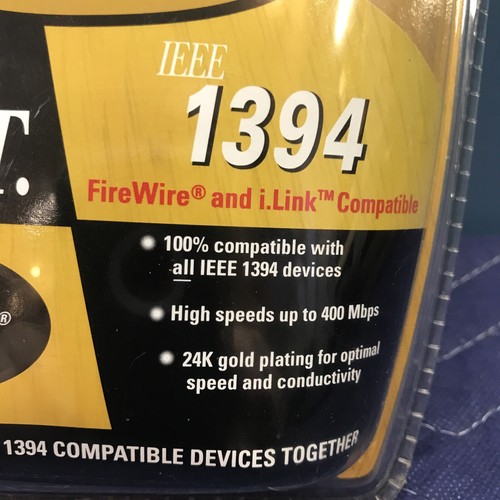 IEEE
1394
T.
FireWire® and i.Link™ Compatible
100% compatible with
all IEEE 1394 devices
®
High speeds up to 400 Mbps
24K gold plating for optimal
speed and conductivity
1394 COMPATIBLE DEVICES TOGETHER